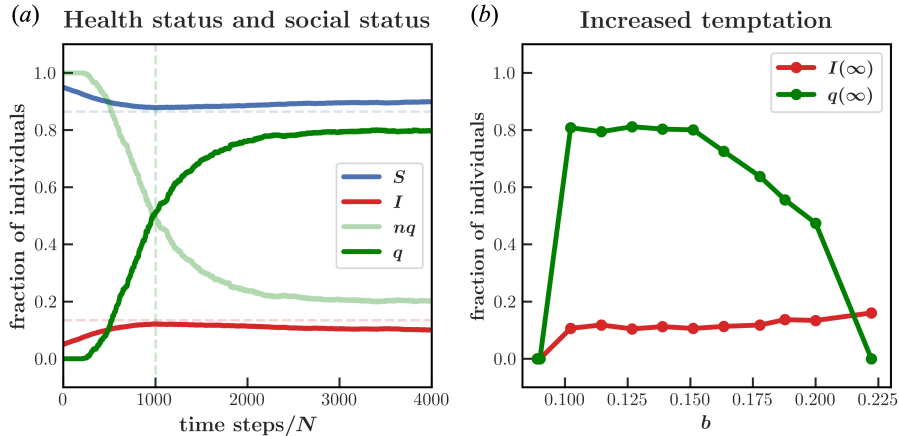 (a) Health status and social status
fraction of individuals
1.0
0.8
0.6
0.4
0.2
0.0
S
I
nq
q
0 1000 2000 3000 4000
time steps/N
(b) Increased temptation
fraction of individuals
1.0
0.8
0.6
0.4
0.2
0.0
I(∞)
q(∞)
0.100 0.125 0.150 0.175 0.200 0.225
b